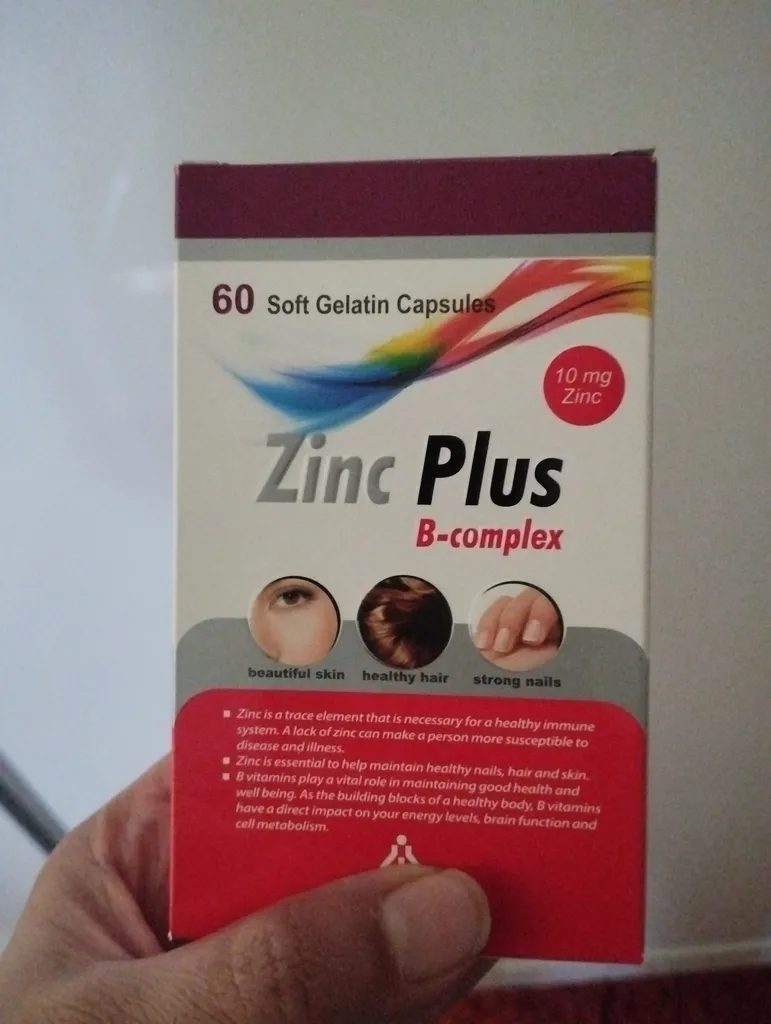 60 Soft Gelatin Capsules
10 mg
Zinc
Zinc Plus
B-complex
beautiful skin healthy hair strong nails
▪ Zinc is a trace element that is necessary for a healthy immune
system. A lack of zinc can make a person more susceptible to
disease and illness.
▪ Zinc is essential to help maintain healthy nails, hair and skin.
▪ B vitamins play a vital role in maintaining good health and
well being. As the building blocks of a healthy body, B vitamins
have a direct impact on your energy levels, brain function and
cell metabolism.